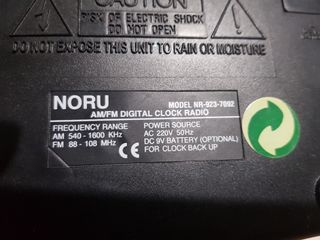 CAUTION
RISK OF ELECTRIC SHOCK
DO NOT OPEN
DO NOT EXPOSE THIS UNIT TO RAIN OR MOISTURE
NORU
MODEL NR-923-7092
AM/FM DIGITAL CLOCK RADIO
FREQUENCY RANGE
AM 540 - 1600 KHz
FM 88 - 108 MHz
POWER SOURCE
AC 220V 50Hz
DC 9V BATTERY (OPTIONAL)
FOR CLOCK BACK UP
CE